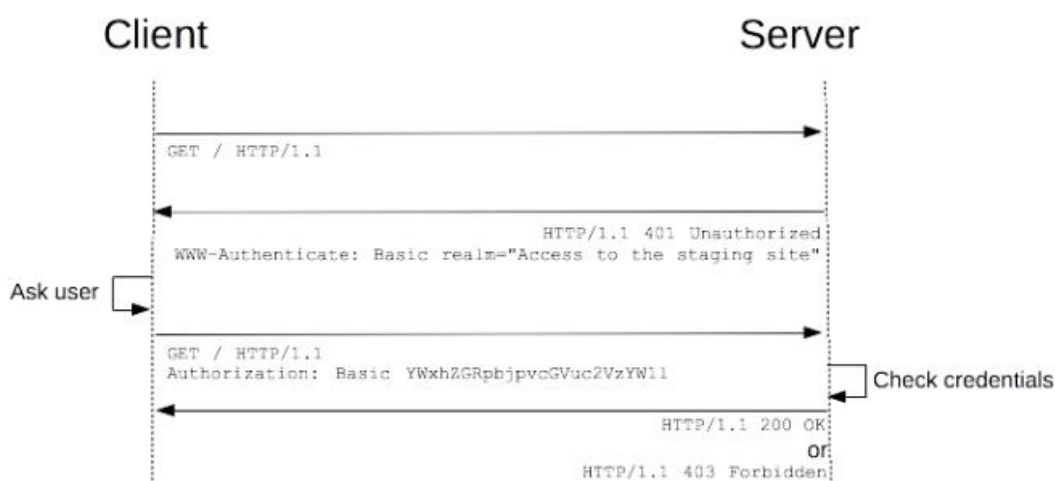 Client
Server
GET / HTTP/1.1
HTTP/1.1 401 Unauthorized
WWW-Authenticate: Basic realm="Access to the staging site"
Ask user
GET / HTTP/1.1
Authorization: Basic YWxhZGRpbjpvcGVuc2VzYW1l
Check credentials
HTTP/1.1 200 OK
or
HTTP/1.1 403 Forbidden